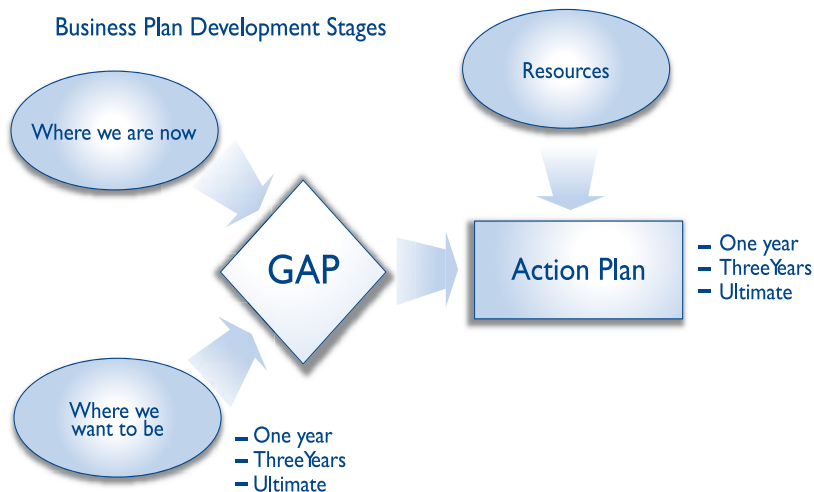 Business Plan Development Stages
Resources
Where we are now
GAP
Action Plan
– One year
– ThreeYears
– Ultimate
Where we
want to be
– One year
– ThreeYears
– Ultimate